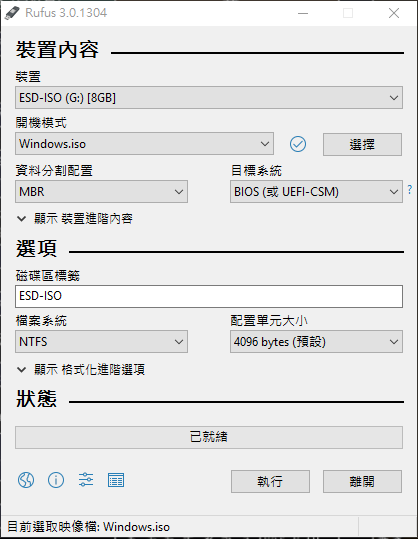 Rufus 3.0.1304
裝置內容
裝置
ESD-ISO (G:) [8GB]
開機模式
Windows.iso
選擇
資料分割配置
目標系統
MBR
BIOS (或 UEFI-CSM)
?
顯示 裝置進階內容
選項
磁碟區標籤
ESD-ISO
檔案系統
配置單元大小
NTFS
4096 bytes (預設)
顯示 格式化進階選項
狀態
已就緒
執行
離開
目前選取映像檔: Windows.iso